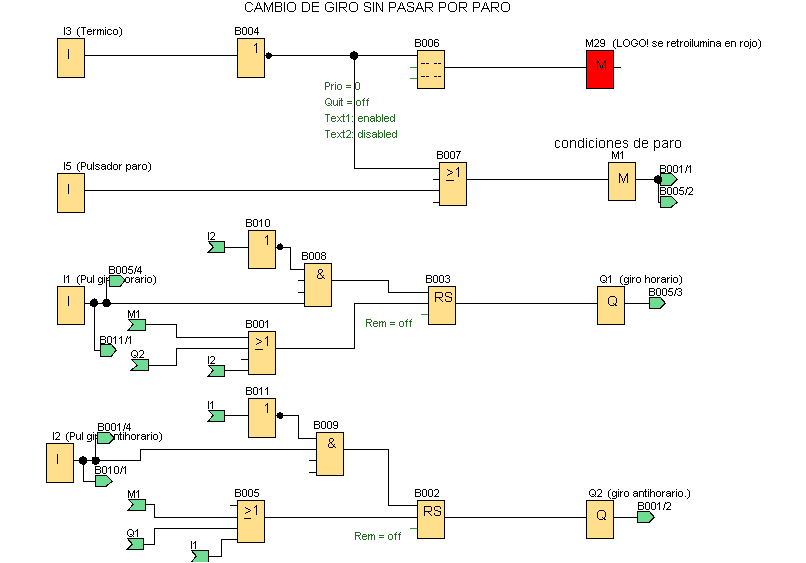 CAMBIO DE GIRO SIN PASAR POR PARO
I3 (Termico)
B004
B006
M29 (LOGO! se retroilumina en rojo)
I
1
M
Prio = 0
Quit = off
Text1: enabled
Text2: disabled
condiciones de paro
I5 (Pulsador paro)
B007
M1
I
>1
M
B001/1
B005/2
I2
B010
1
B008
&
B005/4
I1 (Pul giro horario)
I
B003
RS
Q1 (giro horario)
Q
B005/3
M1
B001
>1
Rem = off
B011/1
Q2
I2
I1
B011
1
B009
&
B001/4
I2 (Pul giro antihorario)
I
B010/1
M1
B005
>1
B002
RS
Q2 (giro antihorario.)
Q
B001/2
Q1
Rem = off
I1